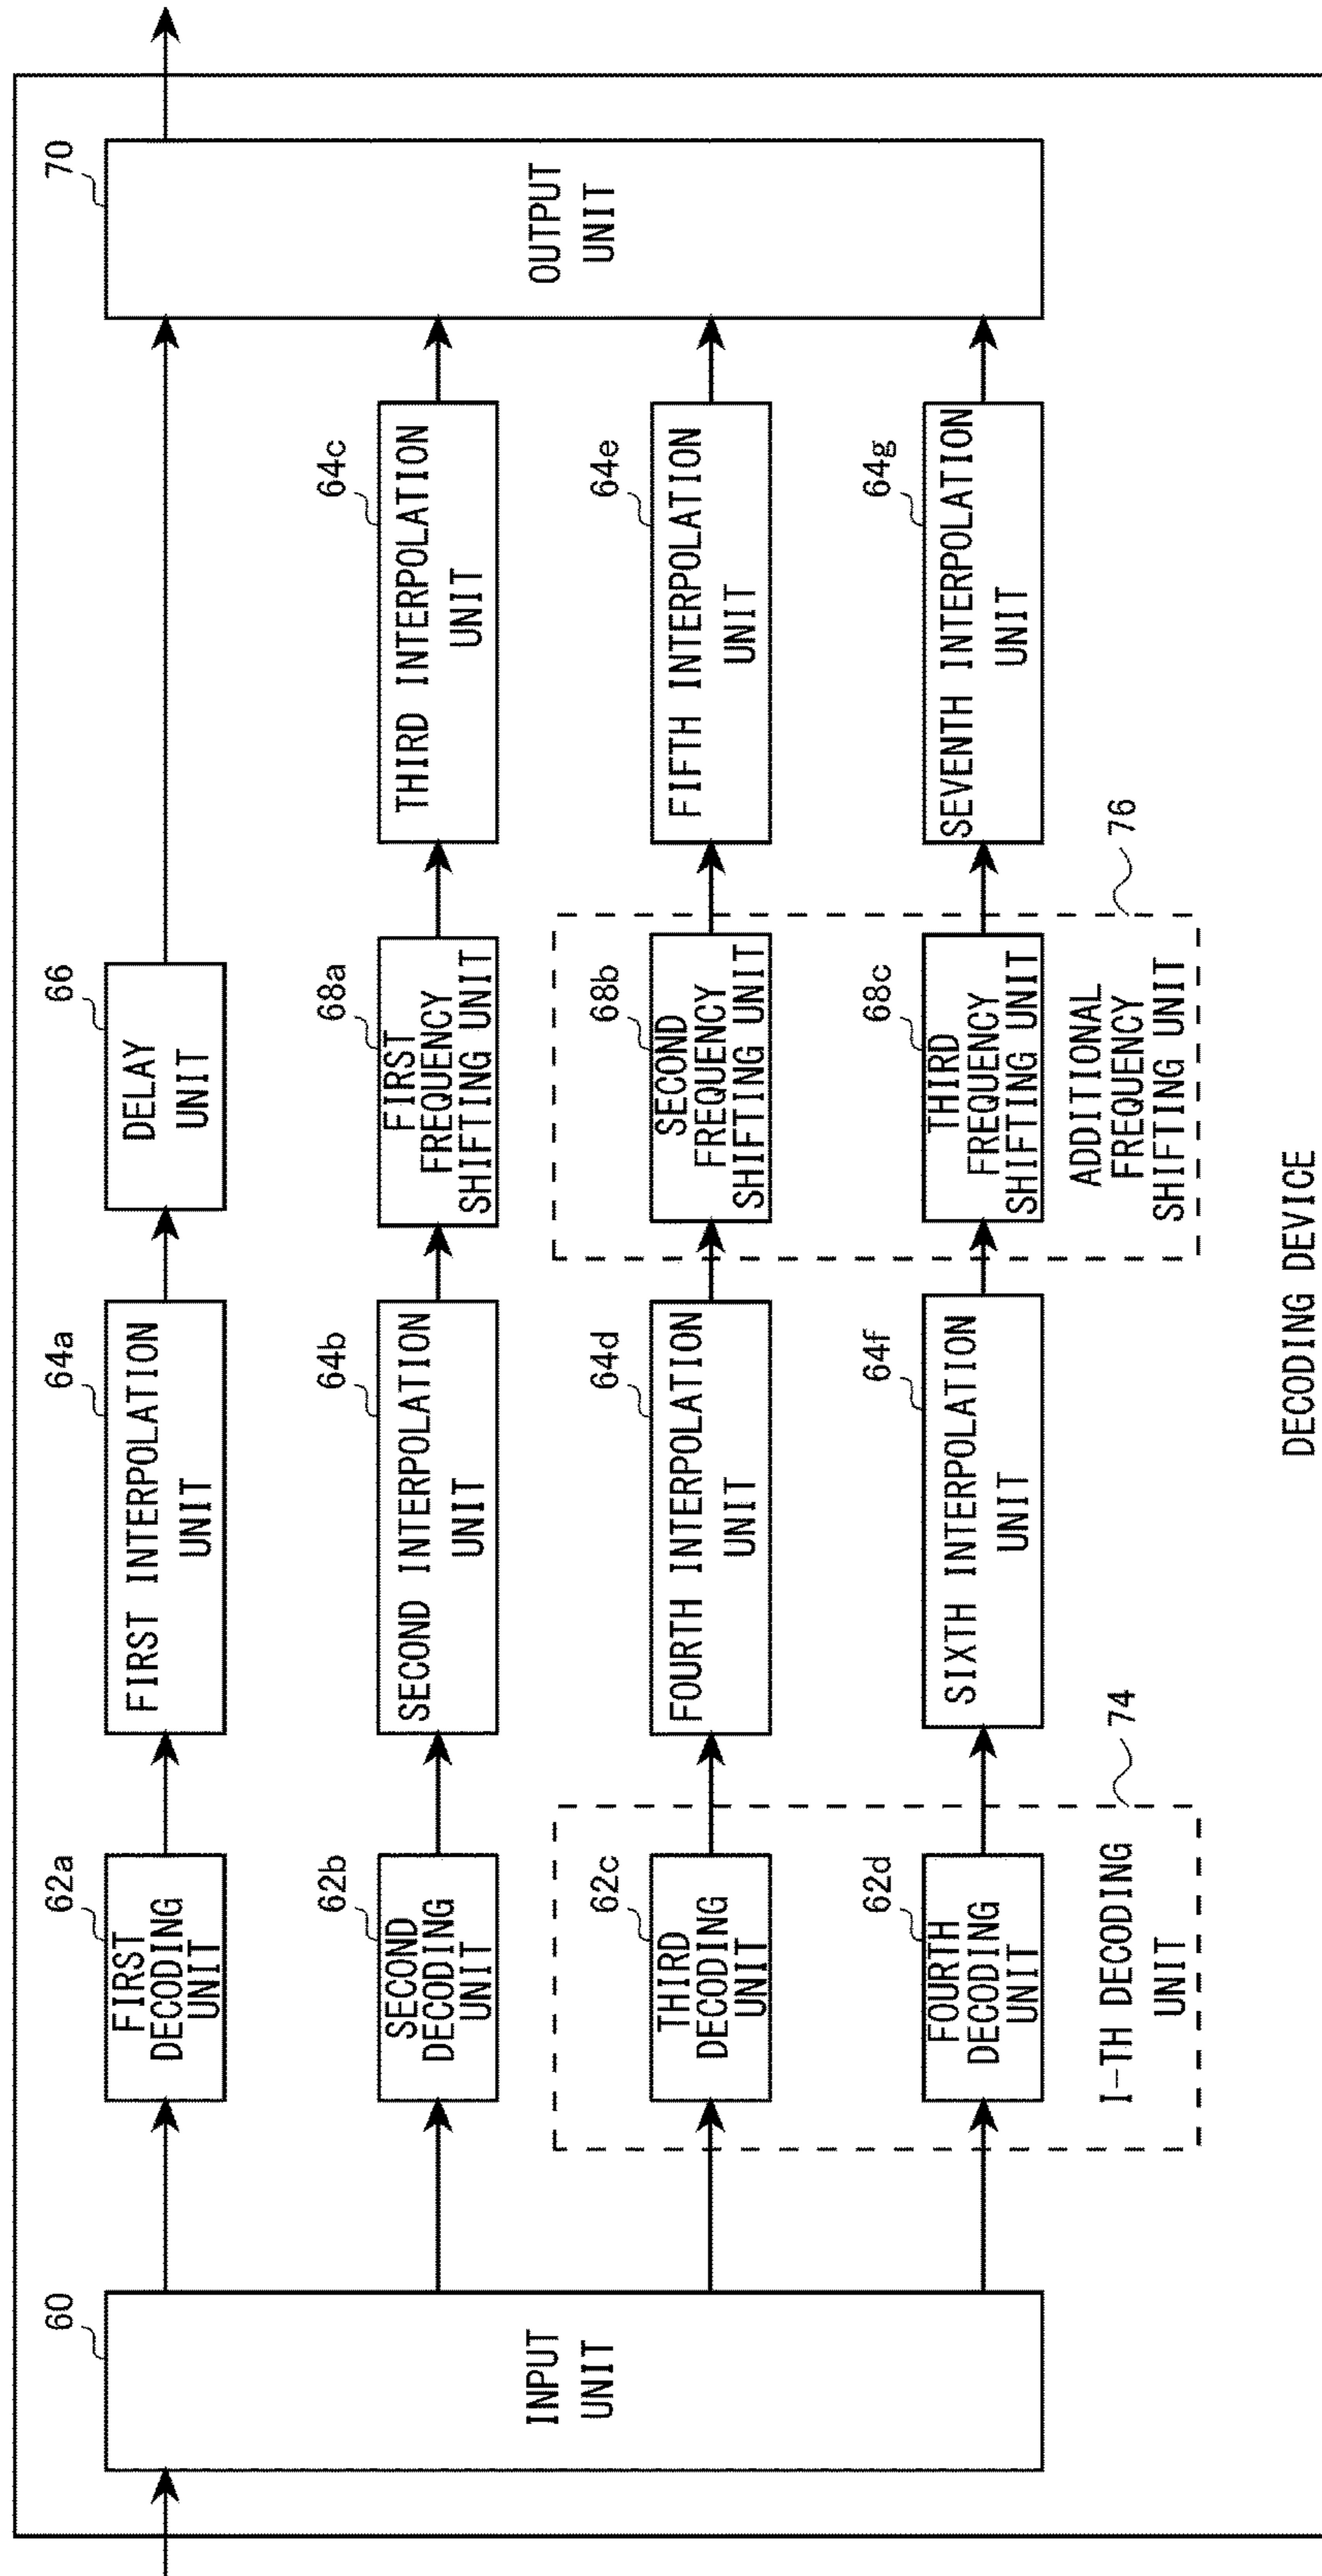 60
INPUT
UNIT
62a
FIRST
DECODING
UNIT
64a
FIRST INTERPOLATION
UNIT
66
DELAY
UNIT
70
OUTPUT
UNIT
62b
SECOND
DECODING
UNIT
64b
SECOND INTERPOLATION
UNIT
68a
FIRST
FREQUENCY
SHIFTING UNIT
64c
THIRD INTERPOLATION
UNIT
62c
THIRD
DECODING
UNIT
64d
FOURTH INTERPOLATION
UNIT
68b
SECOND
FREQUENCY
SHIFTING UNIT
64e
FIFTH INTERPOLATION
UNIT
62d
FOURTH
DECODING
UNIT
64f
SIXTH INTERPOLATION
UNIT
68c
THIRD
FREQUENCY
SHIFTING UNIT
64g
SEVENTH INTERPOLATION
UNIT
I-TH DECODING
UNIT
74
ADDITIONAL
FREQUENCY
SHIFTING UNIT
76
DECODING DEVICE